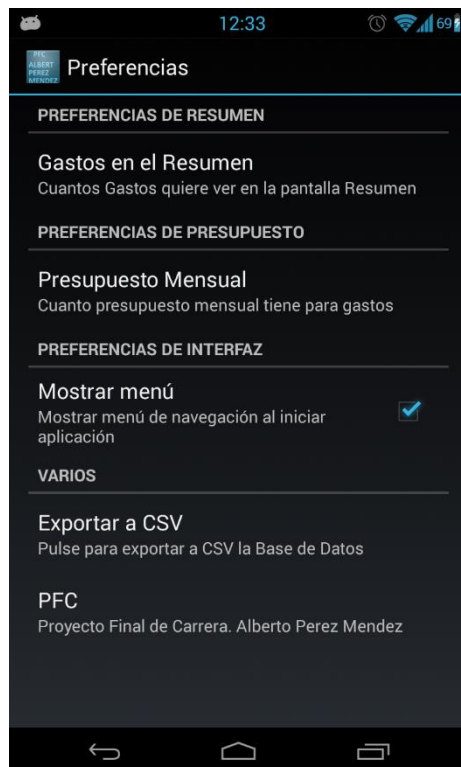 12:33
69
PFC
ALBERT
PEREZ
MENDEZ
Preferencias
PREFERENCIAS DE RESUMEN
Gastos en el Resumen
Cuantos Gastos quiere ver en la pantalla Resumen
PREFERENCIAS DE PRESUPUESTO
Presupuesto Mensual
Cuanto presupuesto mensual tiene para gastos
PREFERENCIAS DE INTERFAZ
Mostrar menú
Mostrar menú de navegación al iniciar
aplicación
VARIOS
Exportar a CSV
Pulse para exportar a CSV la Base de Datos
PFC
Proyecto Final de Carrera. Alberto Perez Mendez